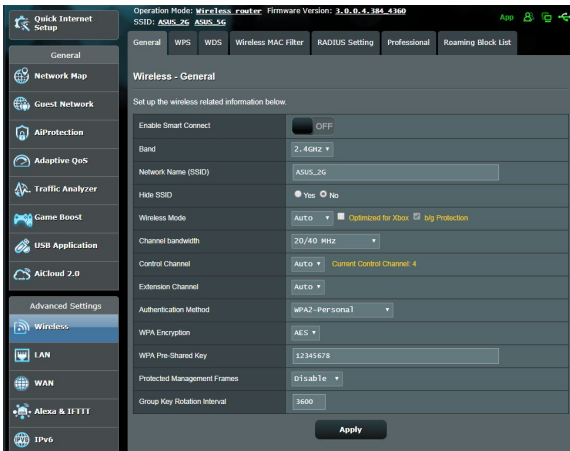 Quick Internet
Setup
General
Network Map
Guest Network
AiProtection
Adaptive QoS
Traffic Analyzer
Game Boost
USB Application
AiCloud 2.0
Advanced Settings
Wireless
LAN
WAN
Alexa & IFTTT
IPv6
Operation Mode: Wireless router Firmware Version: 3.0.0.4.384_4360
SSID: ASUS_2G ASUS_5G
App
General WPS WDS Wireless MAC Filter RADIUS Setting Professional Roaming Block List
Wireless - General
Set up the wireless related information below.
Enable Smart Connect OFF
Band 2.4GHz
Network Name (SSID) ASUS_2G
Hide SSID Yes No
Wireless Mode Auto Optimized for Xbox b/g Protection
Channel bandwidth 20/40 MHz
Control Channel Auto Current Control Channel: 4
Extension Channel Auto
Authentication Method WPA2-Personal
WPA Encryption AES
WPA Pre-Shared Key 12345678
Protected Management Frames Disable
Group Key Rotation Interval 3600
Apply